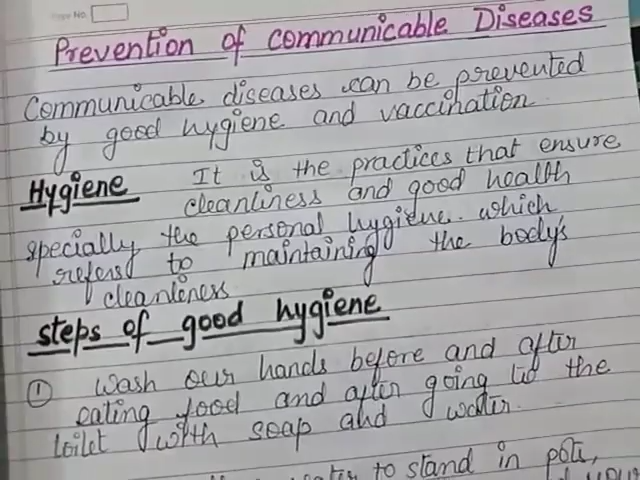 Page No.
Prevention of communicable Diseases
Communicable diseases can be prevented
by good hygiene and vaccination
Hygiene It is the practices that ensure
cleanliness and good health
specially the personal hygiene which
refers to maintaining the body's
cleanliness
steps of good hygiene
① wash our hands before and after
eating food and after going to the
toilet with soap and water.
to stand in pots,